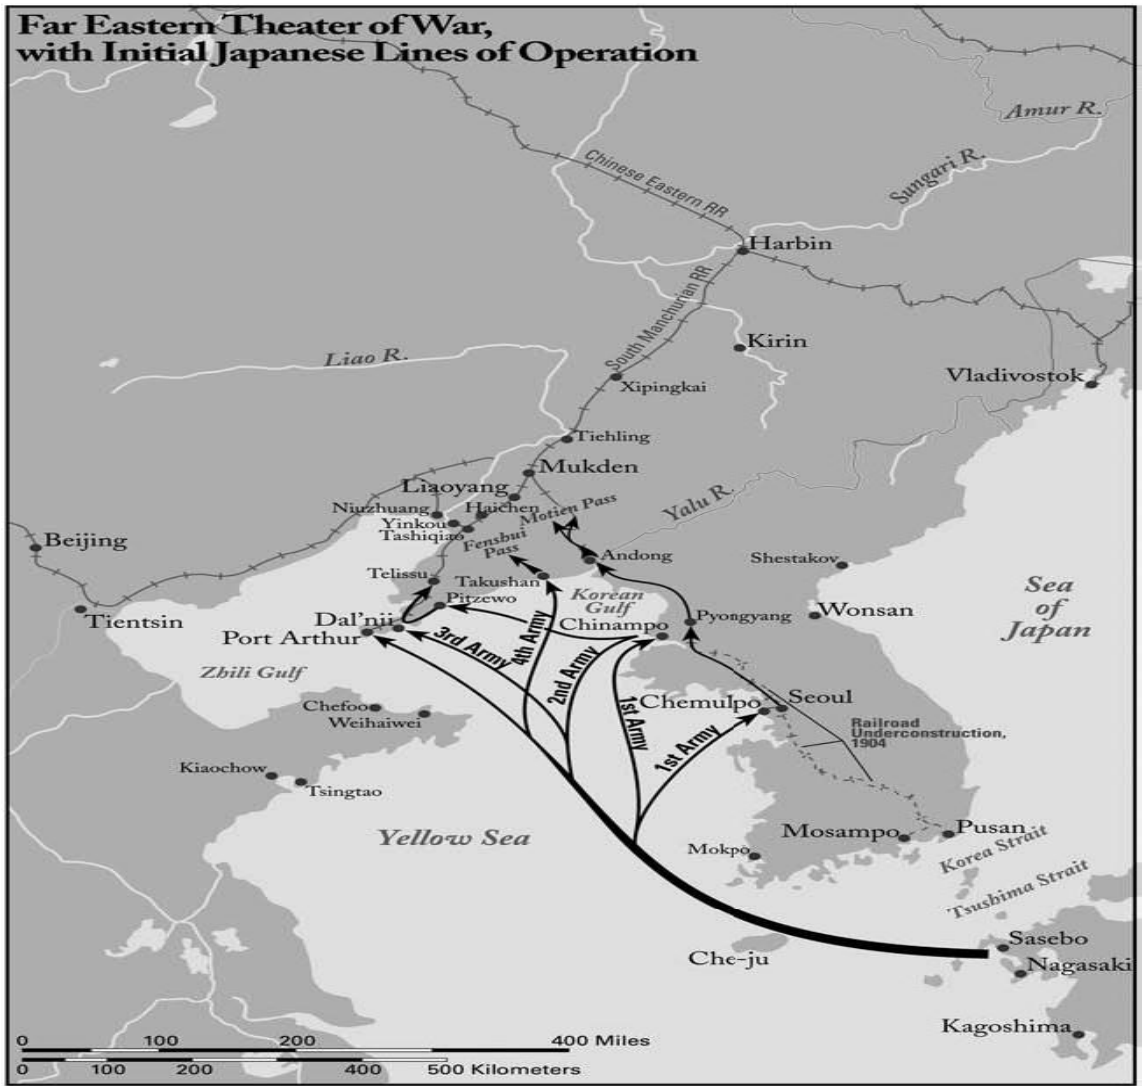 Far Eastern Theater of War,
with Initial Japanese Lines of Operation
Amur R.
Sungari R.
Chinese Eastern RR
Harbin
South Manchurian RR
Kirin
Liao R.
Vladivostok
Xipingkai
Tiehling
Mukden
Liaoyang
Yalu R.
Motien Pass
Niuzhuang
Haichen
Yinkou
Tashiqiao
Fenshui
Pass
Beijing
Andong
Shestakov
Telissu
Takushan
Korean
Gulf
Sea
of
Japan
Pitzewo
Tientsin
Dal'nii
Port Arthur
Chinampo
Pyongyang
Wonsan
3rd Army
4th Army
2nd Army
1st Army
1st Army
Zhili Gulf
Chefoo
Weihaiwei
Chemulpo
Seoul
Railroad
Underconstruction,
1904
Kiaochow
Tsingtao
Yellow Sea
Mosampo
Pusan
Mokpo
Korea Strait
Tsushima Strait
Che-ju
Sasebo
Nagasaki
Kagoshima
0 100 200 400 Miles
0 100 200 400 500 Kilometers